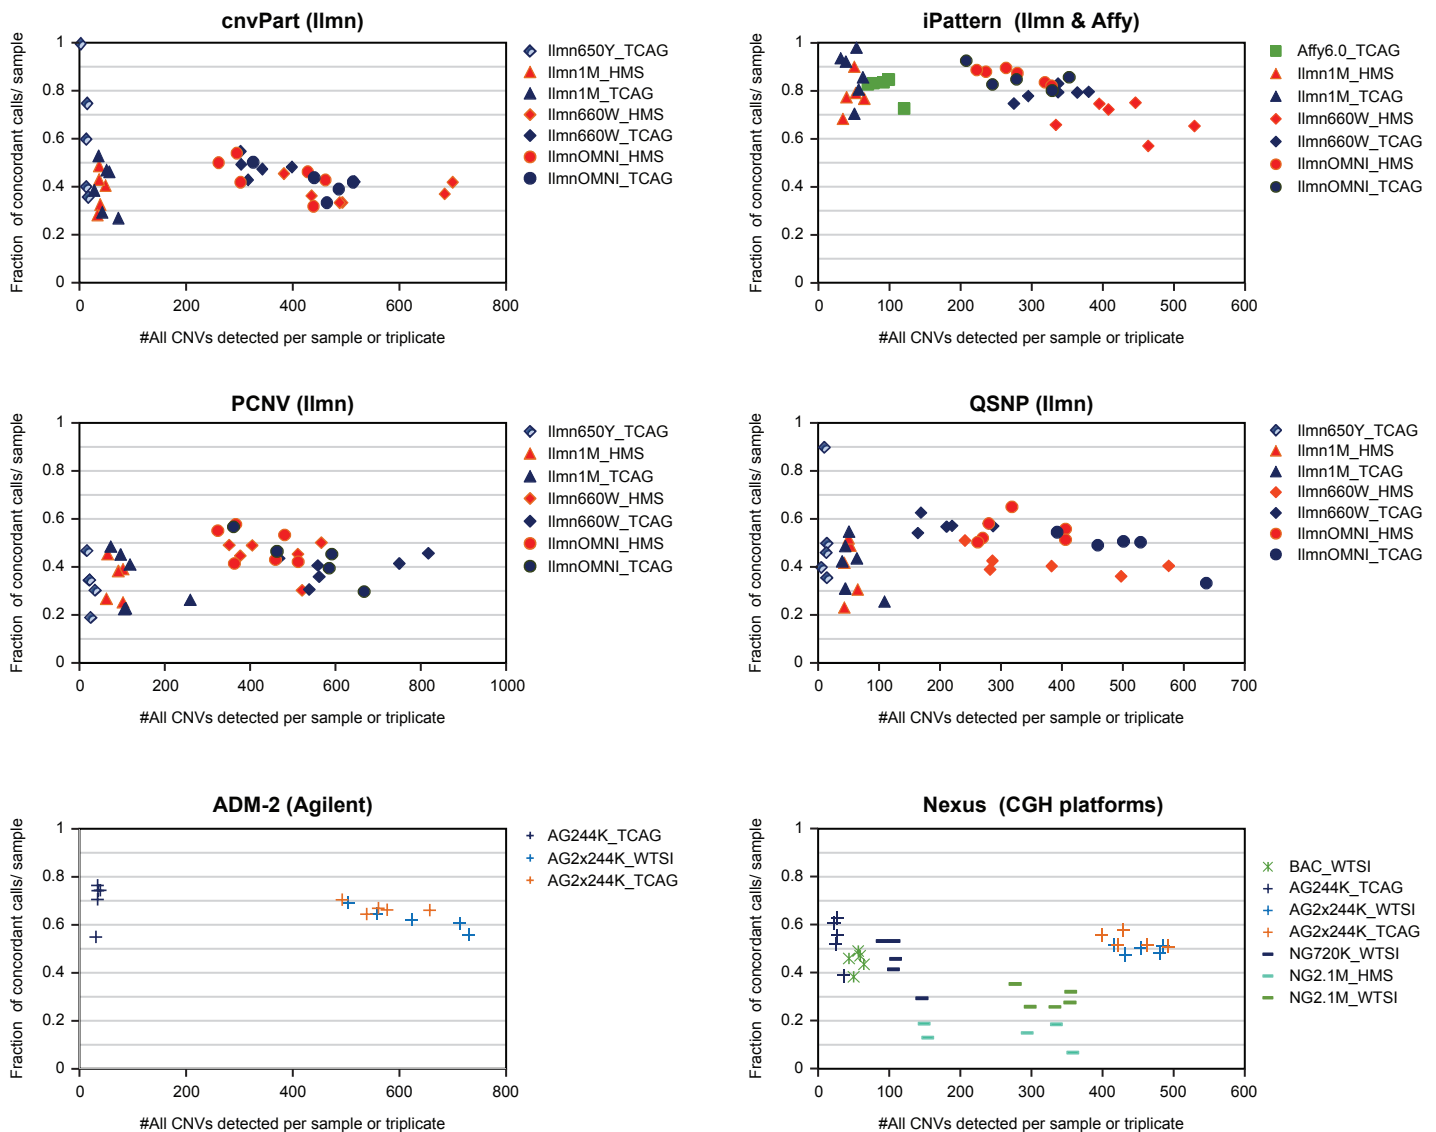 cnvPart (Ilmn)
Fraction of concordant calls/ sample
1
0.8
0.6
0.4
0.2
0
0
200
400
600
800
#All CNVs detected per sample or triplicate
Ilmn650Y_TCAG
Ilmn1M_HMS
Ilmn1M_TCAG
Ilmn660W_HMS
Ilmn660W_TCAG
IlmnOMNI_HMS
IlmnOMNI_TCAG
iPattern (Ilmn & Affy)
Fraction of concordant calls/ sample
1
0.8
0.6
0.4
0.2
0
0
100
200
300
400
500
600
#All CNVs detected per sample or triplicate
Affy6.0_TCAG
Ilmn1M_HMS
Ilmn1M_TCAG
Ilmn660W_HMS
Ilmn660W_TCAG
IlmnOMNI_HMS
IlmnOMNI_TCAG
PCNV (Ilmn)
Fraction of concordant calls/ sample
1
0.8
0.6
0.4
0.2
0
0
200
400
600
800
1000
#All CNVs detected per sample or triplicate
Ilmn650Y_TCAG
Ilmn1M_HMS
Ilmn1M_TCAG
Ilmn660W_HMS
Ilmn660W_TCAG
IlmnOMNI_HMS
IlmnOMNI_TCAG
QSNP (Ilmn)
Fraction of concordant calls/ sample
1
0.8
0.6
0.4
0.2
0
0
100
200
300
400
500
600
700
#All CNVs detected per sample or triplicate
Ilmn650Y_TCAG
Ilmn1M_HMS
Ilmn1M_TCAG
Ilmn660W_HMS
Ilmn660W_TCAG
IlmnOMNI_HMS
IlmnOMNI_TCAG
ADM-2 (Agilent)
Fraction of concordant calls/ sample
1
0.8
0.6
0.4
0.2
0
0
200
400
600
800
#All CNVs detected per sample or triplicate
AG244K_TCAG
AG2x244K_WTSI
AG2x244K_TCAG
Nexus (CGH platforms)
Fraction of concordant calls/ sample
1
0.8
0.6
0.4
0.2
0
0
100
200
300
400
500
600
#All CNVs detected per sample or triplicate
BAC_WTSI
AG244K_TCAG
AG2x244K_WTSI
AG2x244K_TCAG
NG720K_WTSI
NG2.1M_HMS
NG2.1M_WTSI